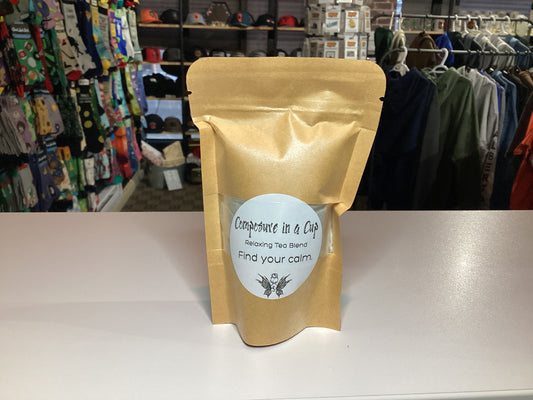 Composure in a Cup
Relaxing Tea Blend
Find your calm.